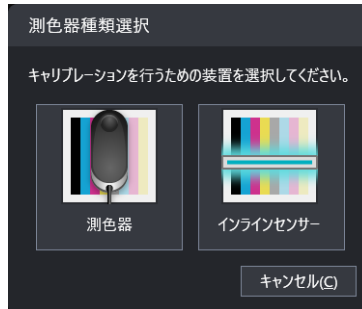 測色器種類選択
キャリブレーションを行うための装置を選択してください。
測色器
インラインセンサー
キャンセル(C)